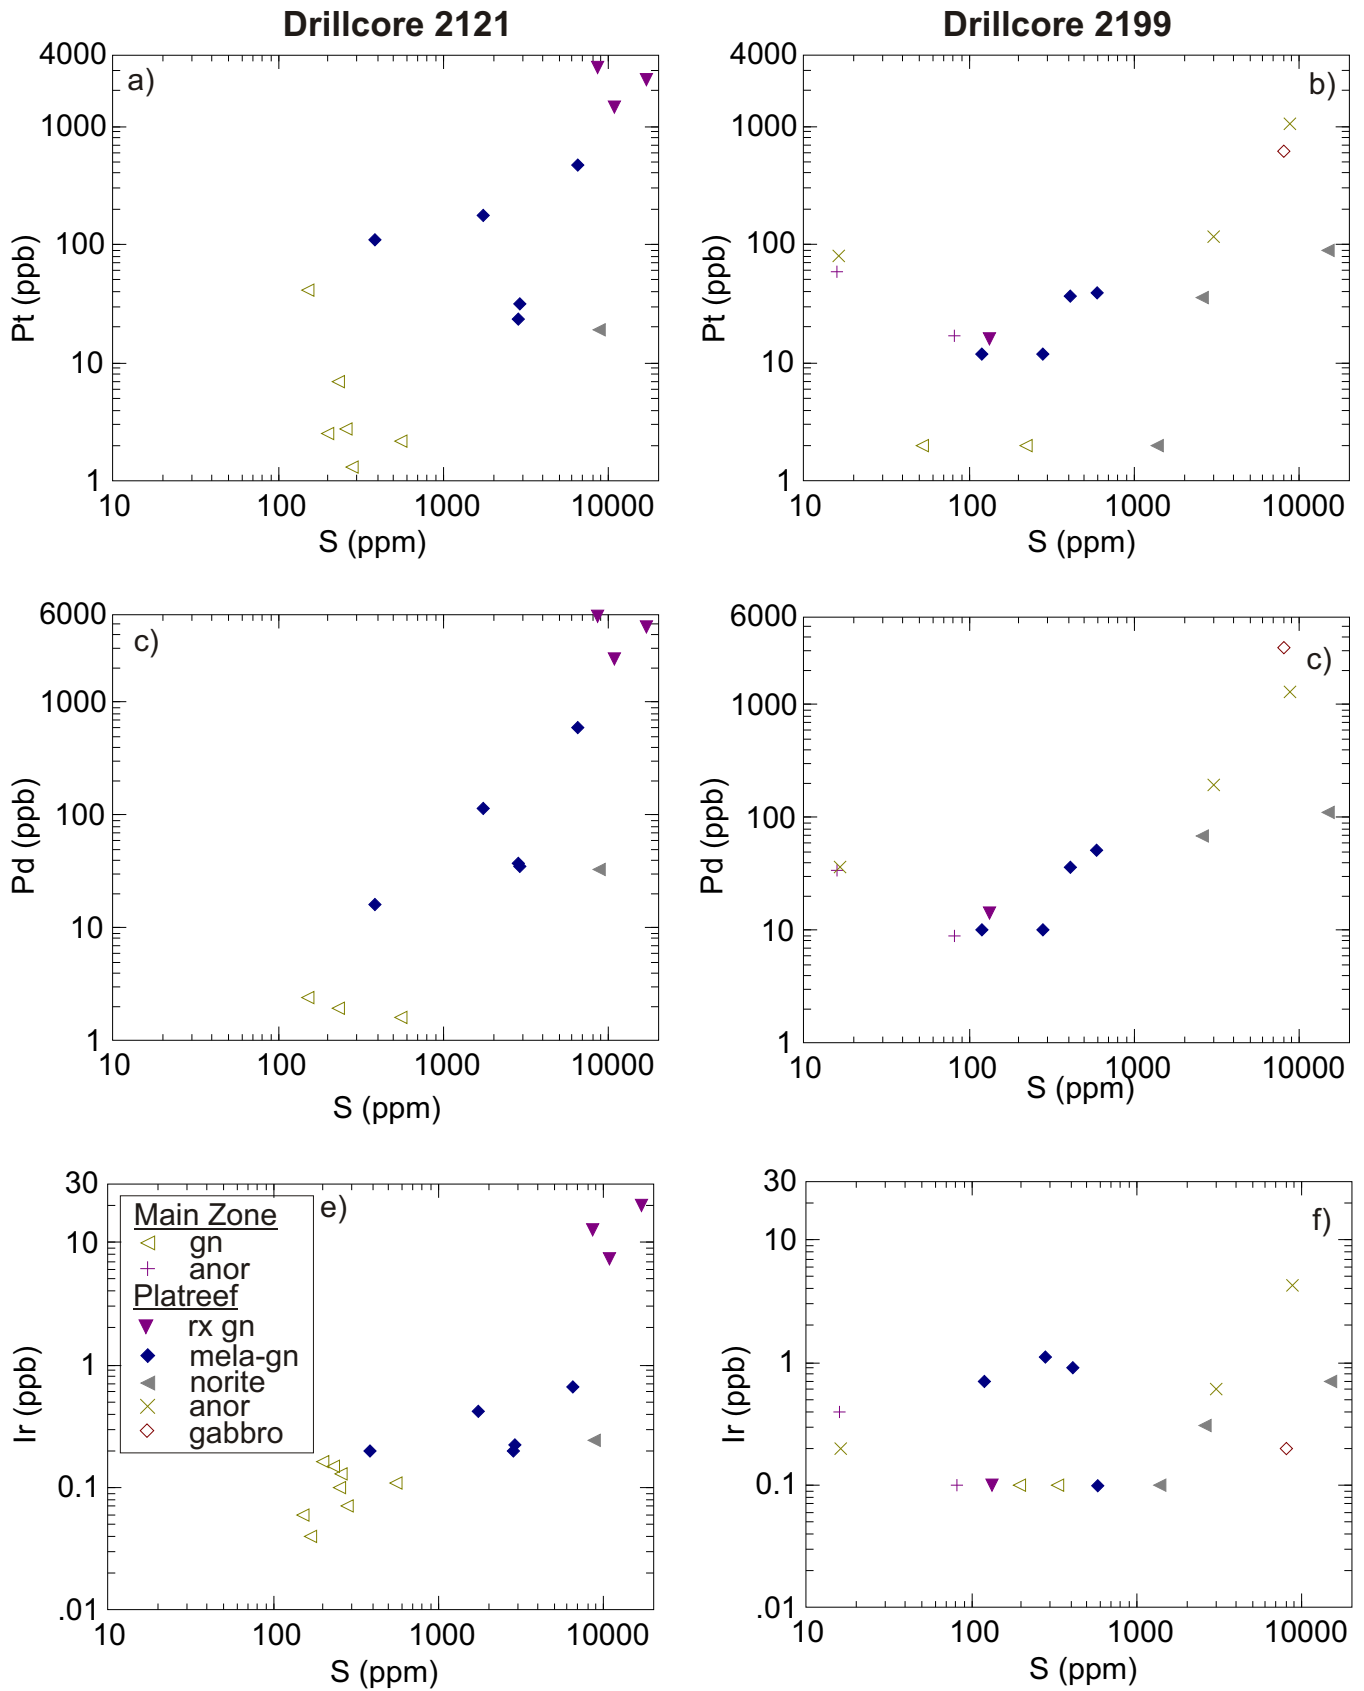 Drillcore 2121
Drillcore 2199
4000
1000
100
10
1
Pt (ppb)
a)
10
100
1000
10000
S (ppm)
4000
1000
100
10
1
Pt (ppb)
b)
10
100
1000
10000
S (ppm)
6000
1000
100
10
1
Pd (ppb)
c)
10
100
1000
10000
S (ppm)
6000
1000
100
10
1
Pd (ppb)
c)
10
100
1000
10000
S (ppm)
30
10
1
0.1
.01
Ir (ppb)
e)
Main Zone
gn
anor
Platreef
rx gn
mela-gn
norite
anor
gabbro
10
100
1000
10000
S (ppm)
30
10
1
0.1
.01
Ir (ppb)
f)
10
100
1000
10000
S (ppm)